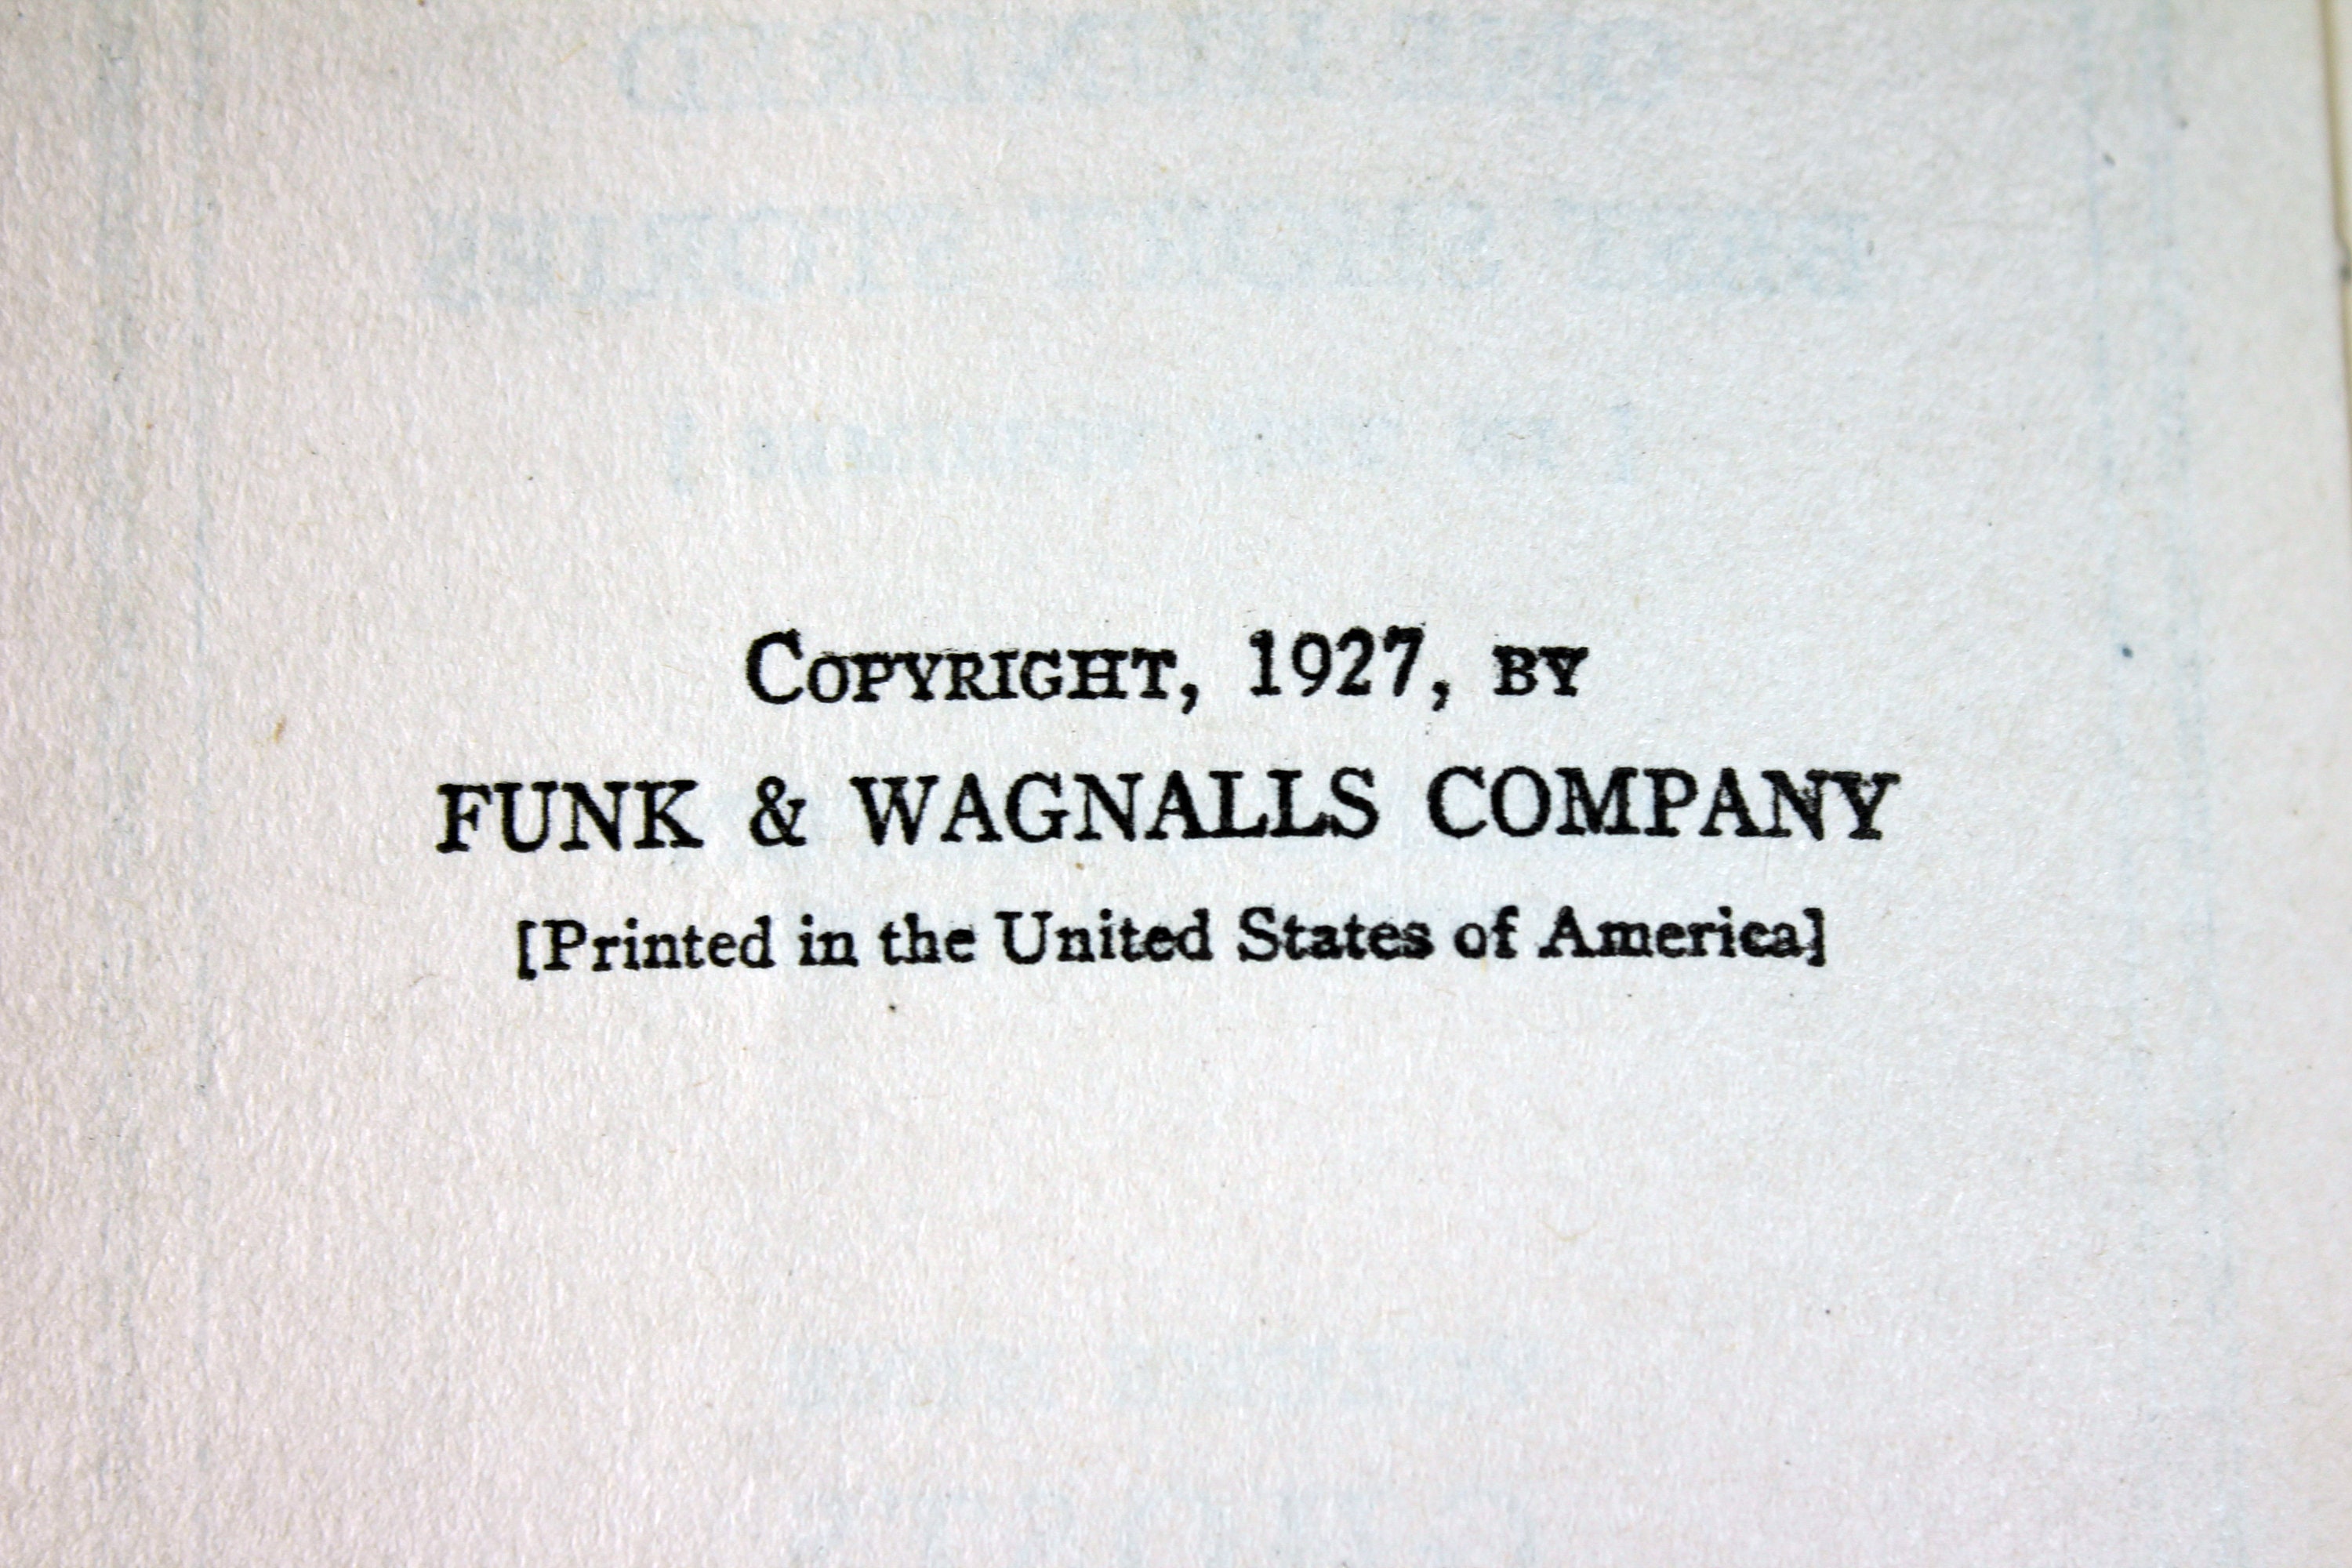 COPYRIGHT, 1927, BY
FUNK & WAGNALLS COMPANY
[Printed in the United States of America]